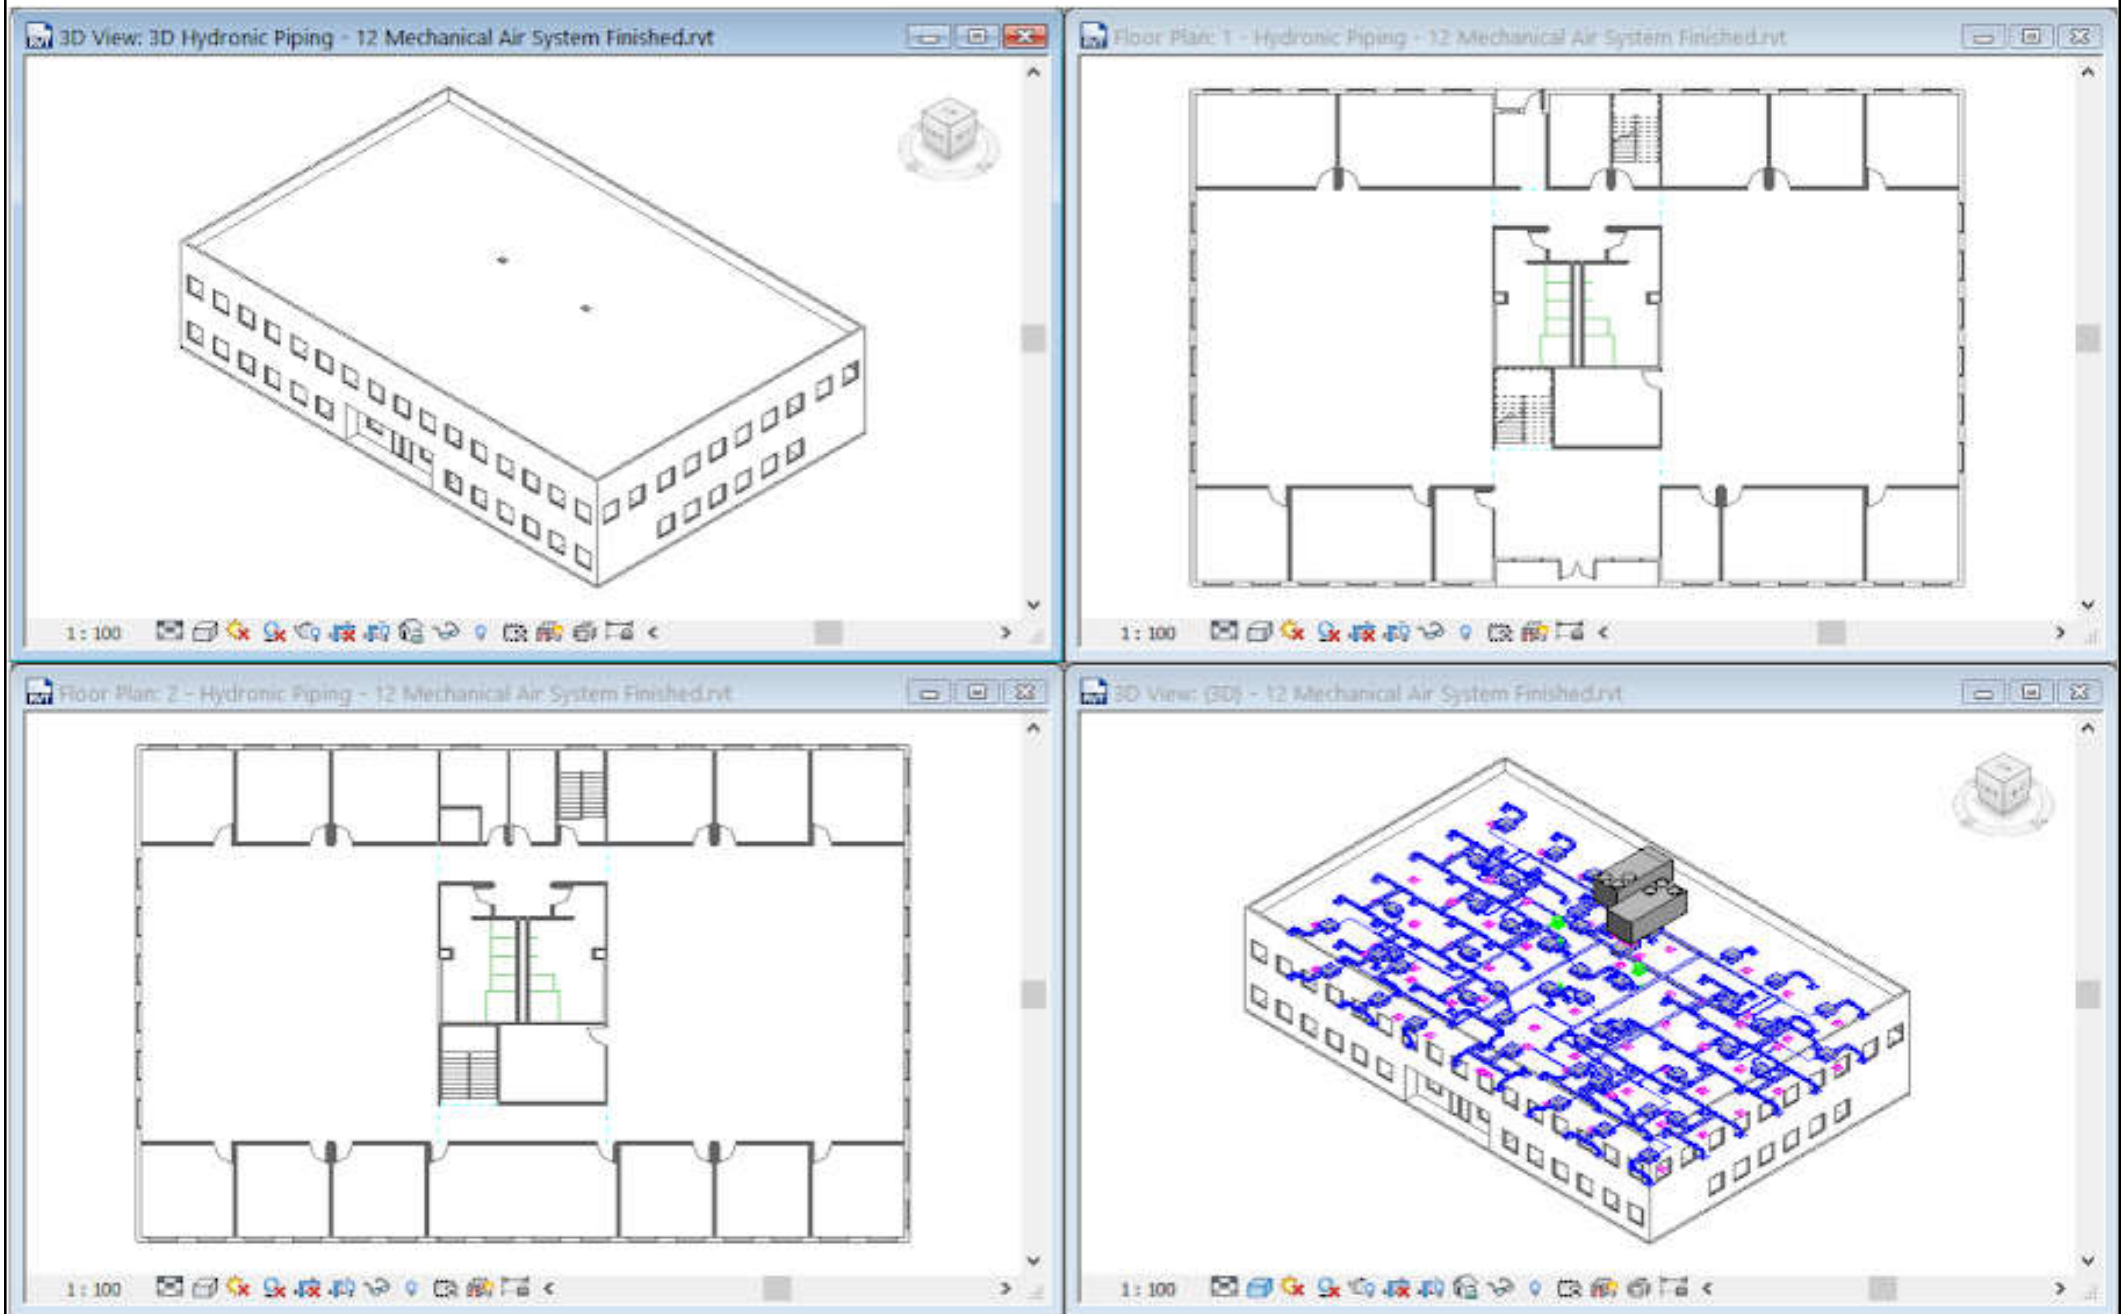 3D View: 3D Hydronic Piping - 12 Mechanical Air System Finished.rvt
Floor Plan: 1 - Hydronic Piping - 12 Mechanical Air System Finished.rvt
1 : 100
1 : 100
Floor Plan: 2 - Hydronic Piping - 12 Mechanical Air System Finished.rvt
3D View: {3D} - 12 Mechanical Air System Finished.rvt
1 : 100
1 : 100